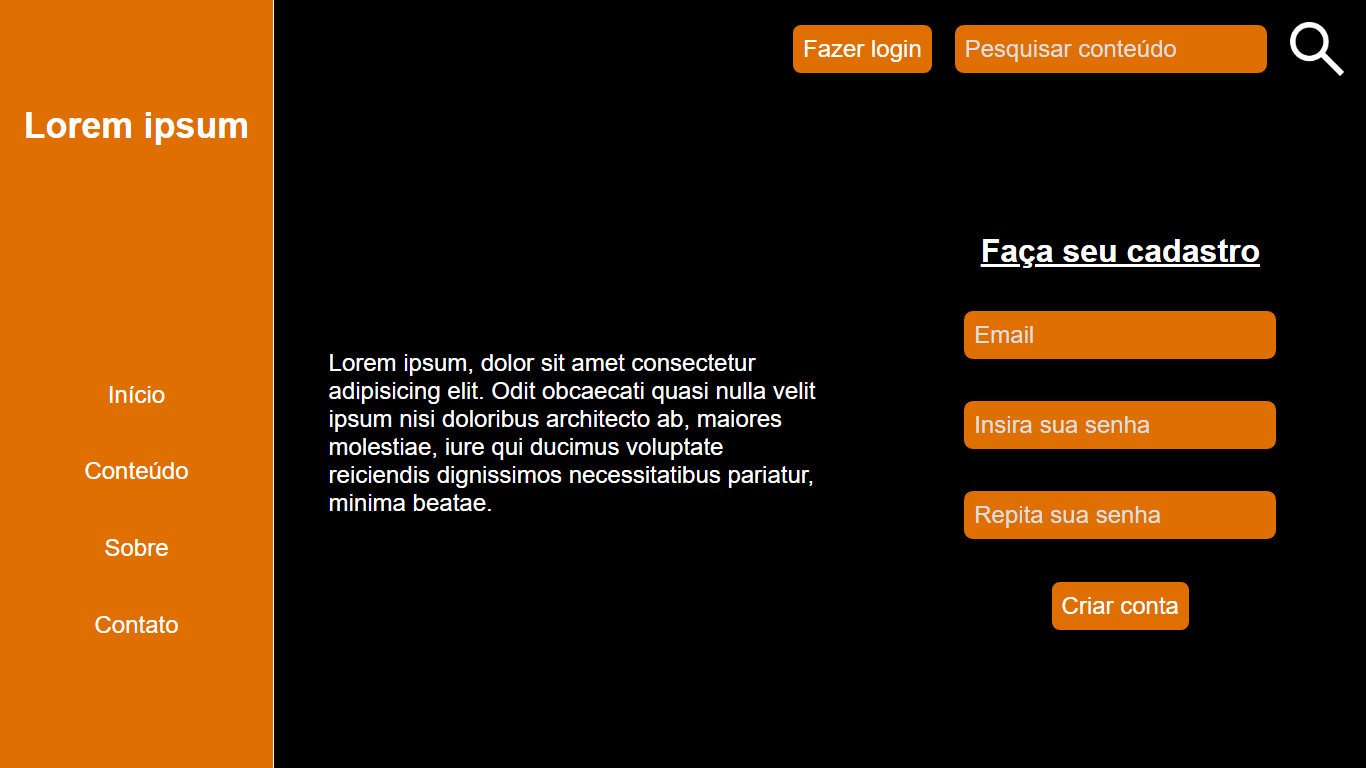 Fazer login
Pesquisar conteúdo
Lorem ipsum
Início
Conteúdo
Sobre
Contato
Lorem ipsum, dolor sit amet consectetur
adipisicing elit. Odit obcaecati quasi nulla velit
ipsum nisi doloribus architecto ab, maiores
molestiae, iure qui ducimus voluptate
reiciendis dignissimos necessitatibus pariatur,
minima beatae.
Faça seu cadastro
Email
Insira sua senha
Repita sua senha
Criar conta